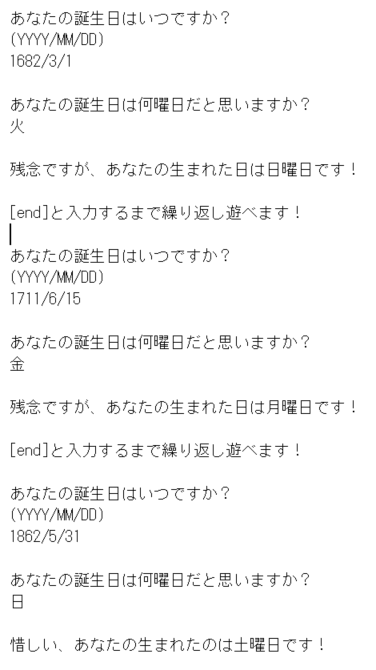 あなたの誕生日はいつですか？
(YYYY/MM/DD)
1682/3/1
あなたの誕生日は何曜日だと思いますか？
火
残念ですが、あなたの生まれた日は日曜日です！
[end]と入力するまで繰り返し遊べます！
あなたの誕生日はいつですか？
(YYYY/MM/DD)
1711/6/15
あなたの誕生日は何曜日だと思いますか？
金
残念ですが、あなたの生まれた日は月曜日です！
[end]と入力するまで繰り返し遊べます！
あなたの誕生日はいつですか？
(YYYY/MM/DD)
1862/5/31
あなたの誕生日は何曜日だと思いますか？
日
惜しい、あなたの生まれたのは土曜日です！